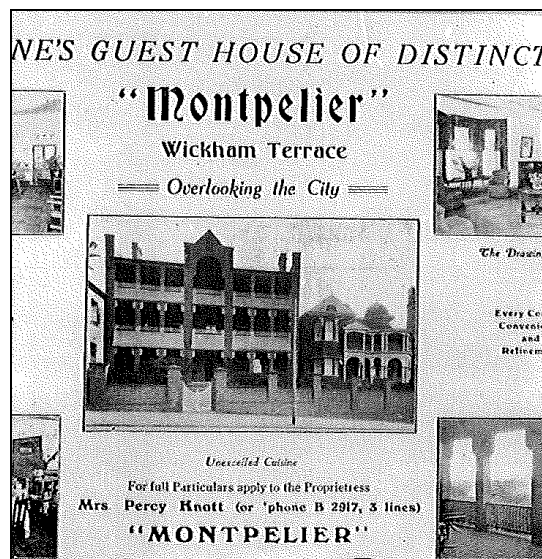 NE'S GUEST HOUSE OF DISTINCT
"Montpelier"
Wickham Terrace
Overlooking the City
The Drawin
Every Co
Convenie
and
Refinem
Unexcelled Cuisine
For full Particulars apply to the Proprietress
Mrs. Percy Knott (or 'phone B 2917, 3 lines)
"MONTPELIER"